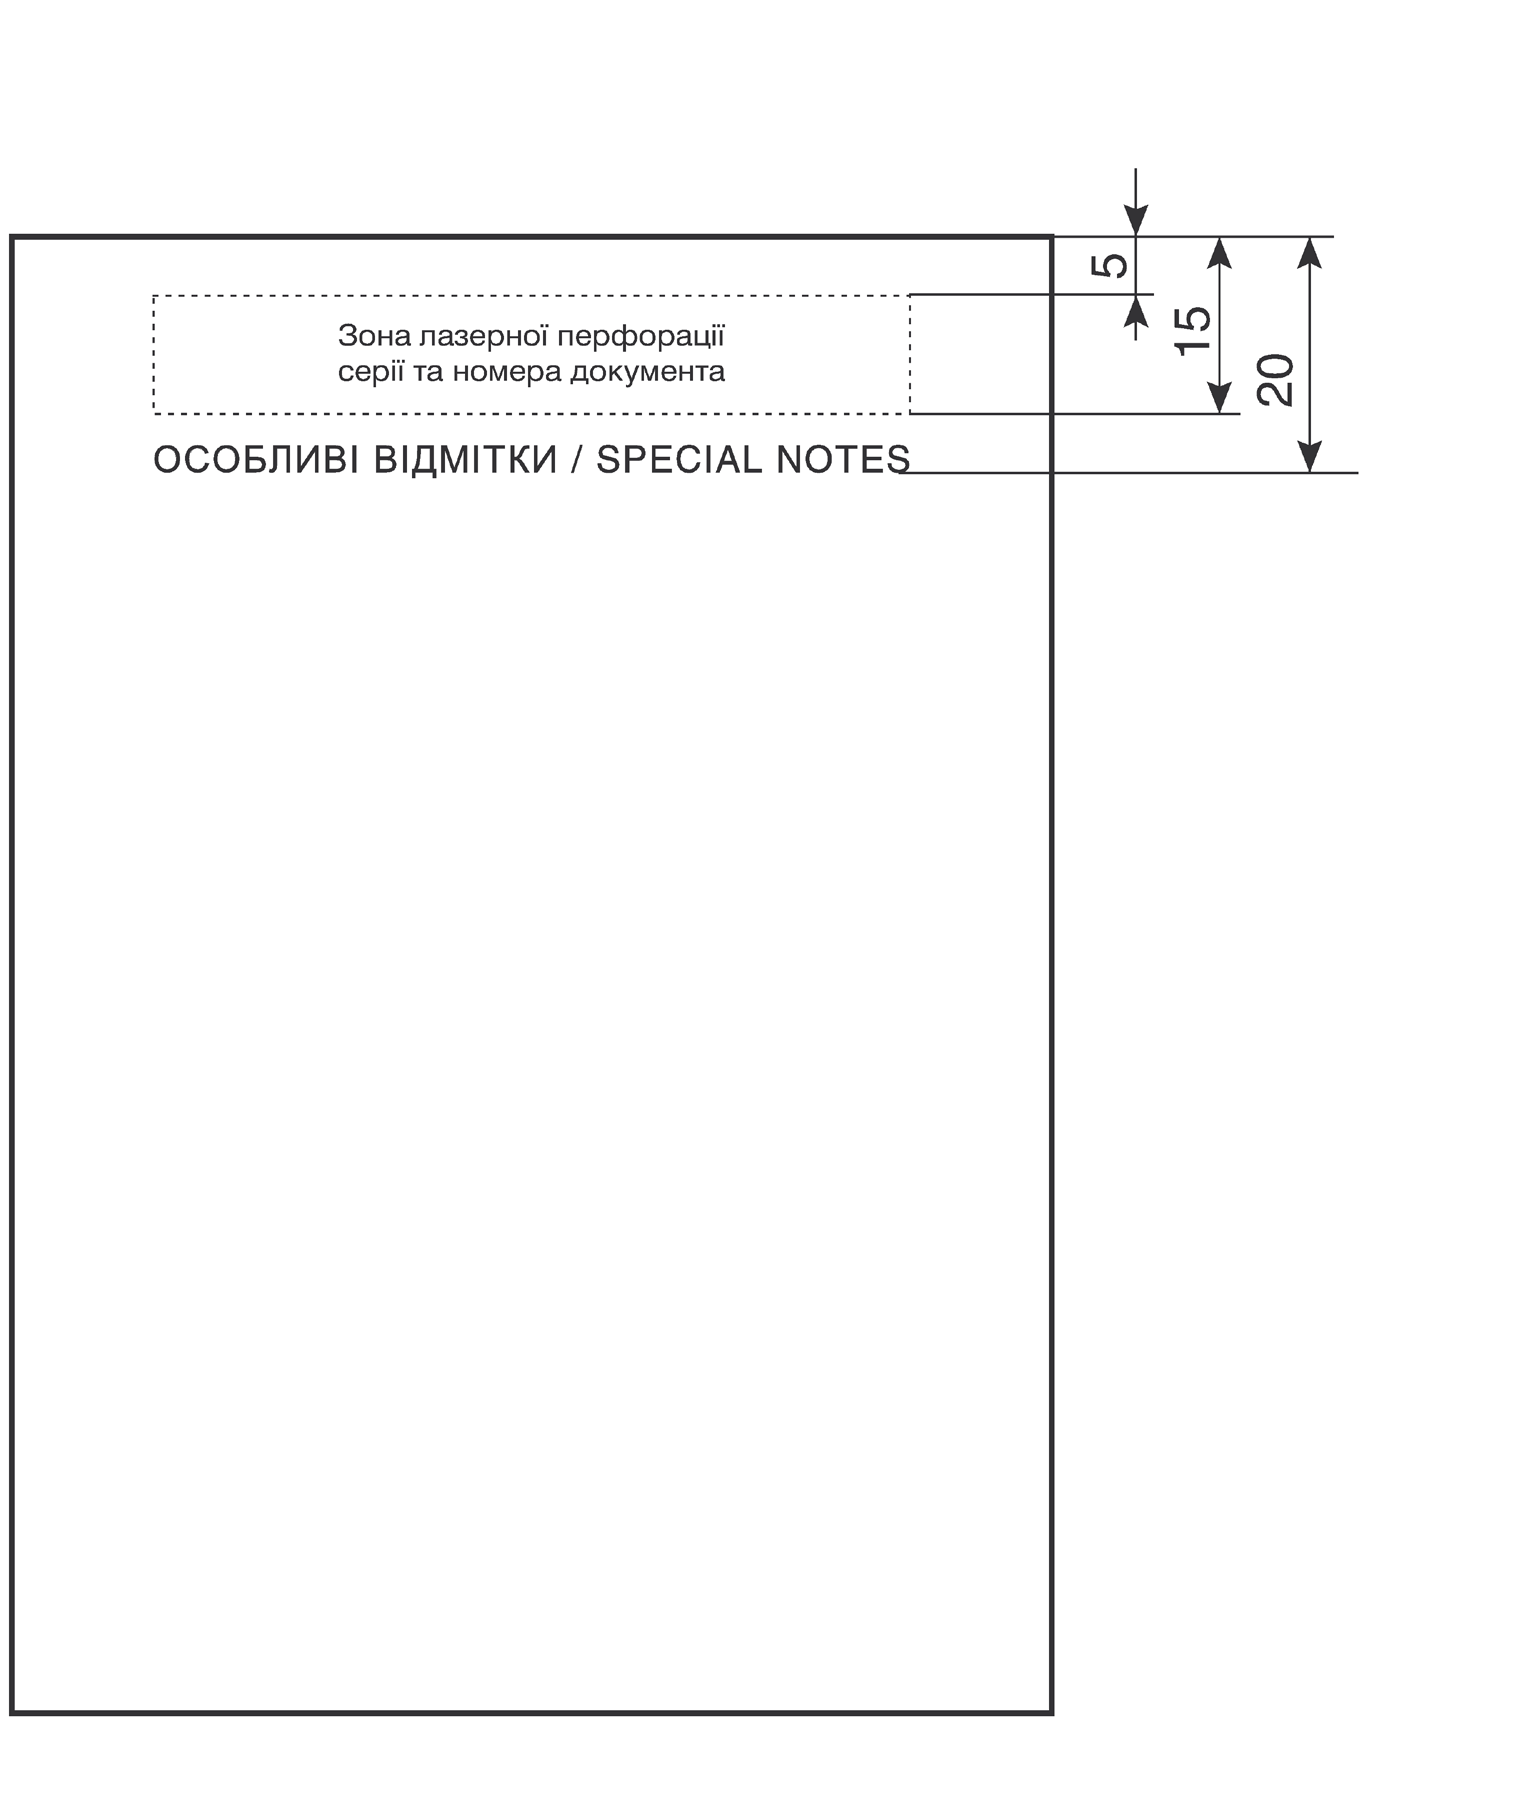 5
15
20
Зона лазерної перфорації
серії та номера документа
ОСОБЛИВІ ВІДМІТКИ / SPECIAL NOTES